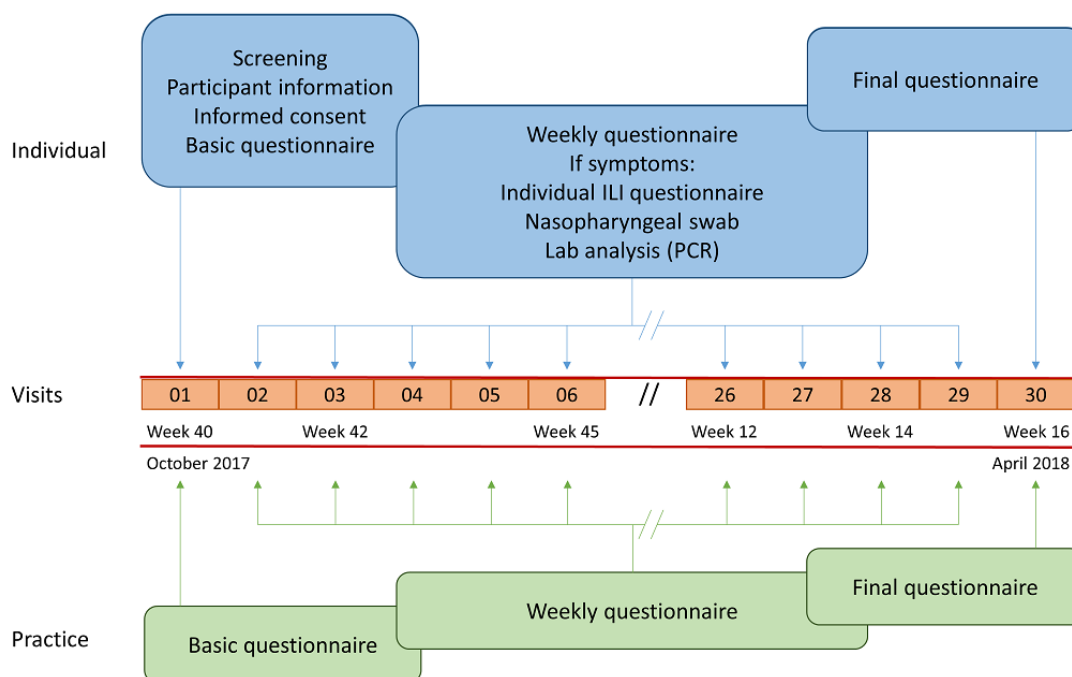 Screening
Participant information
Informed consent
Basic questionnaire
Final questionnaire
Individual
Weekly questionnaire
If symptoms:
Individual ILI questionnaire
Nasopharyngeal swab
Lab analysis (PCR)
Visits 01 02 03 04 05 06 // 26 27 28 29 30
Week 40 Week 42 Week 45 Week 12 Week 14 Week 16
October 2017 April 2018
Final questionnaire
Weekly questionnaire
Practice
Basic questionnaire